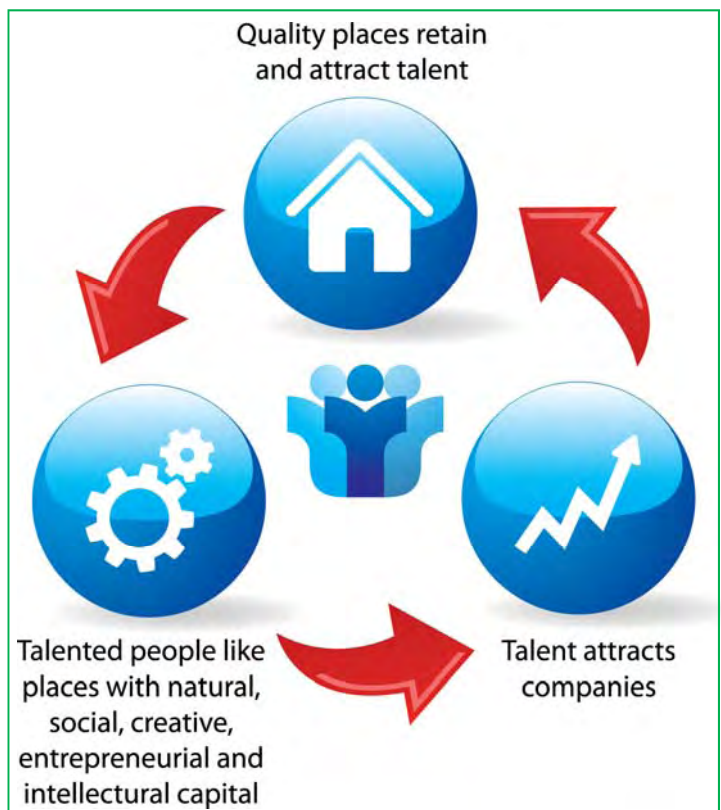 Quality places retain
and attract talent
Talented people like
places with natural,
social, creative,
entrepreneurial and
intellectural capital
Talent attracts
companies